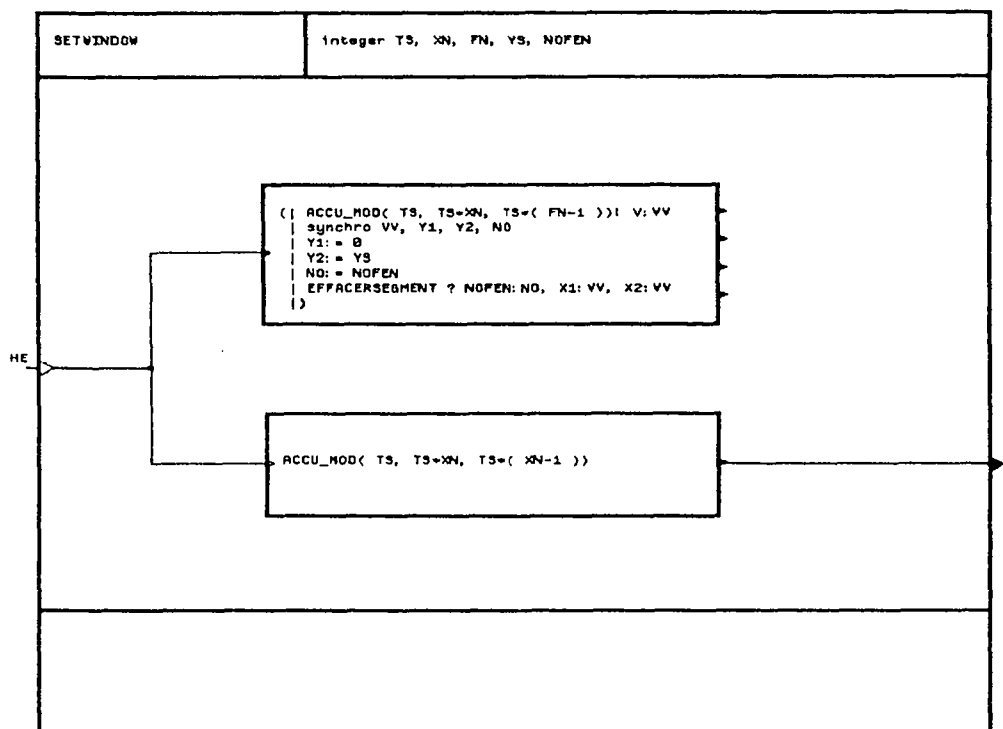 SETWINDOW
integer TS, XN, FN, YS, NOFEN
(| ACCU_MOD( TS, TS*XN, TS*( FN-1 ))! V: VV
| synchro VV, Y1, Y2, NO
| Y1: = 0
| Y2: = YS
| NO: = NOFEN
| EFFACERSEGMENT ? NOFEN: NO, X1: VV, X2: VV
|)
HE
ACCU_MOD( TS, TS*XN, TS*( XN-1 ))